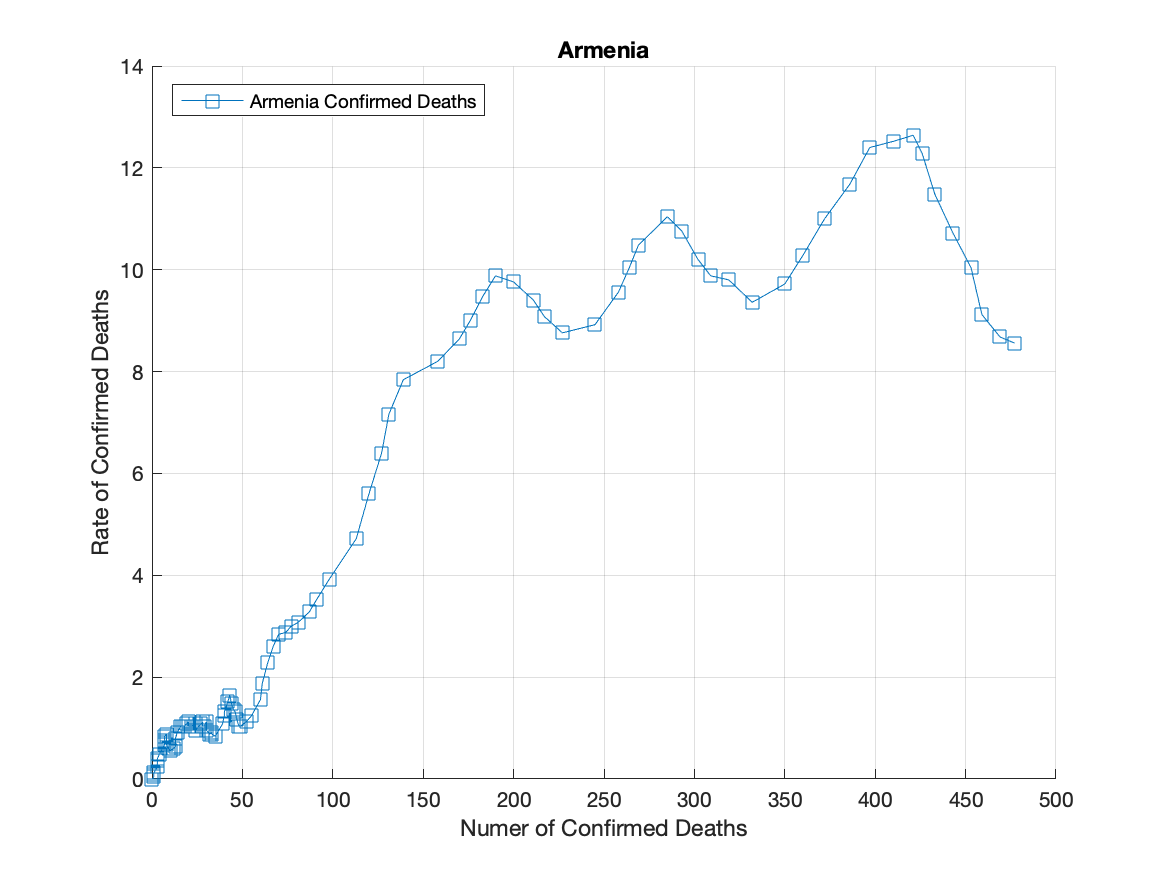 Armenia
Armenia Confirmed Deaths
14
12
10
8
6
4
2
0
Rate of Confirmed Deaths
0 50 100 150 200 250 300 350 400 450 500
Numer of Confirmed Deaths